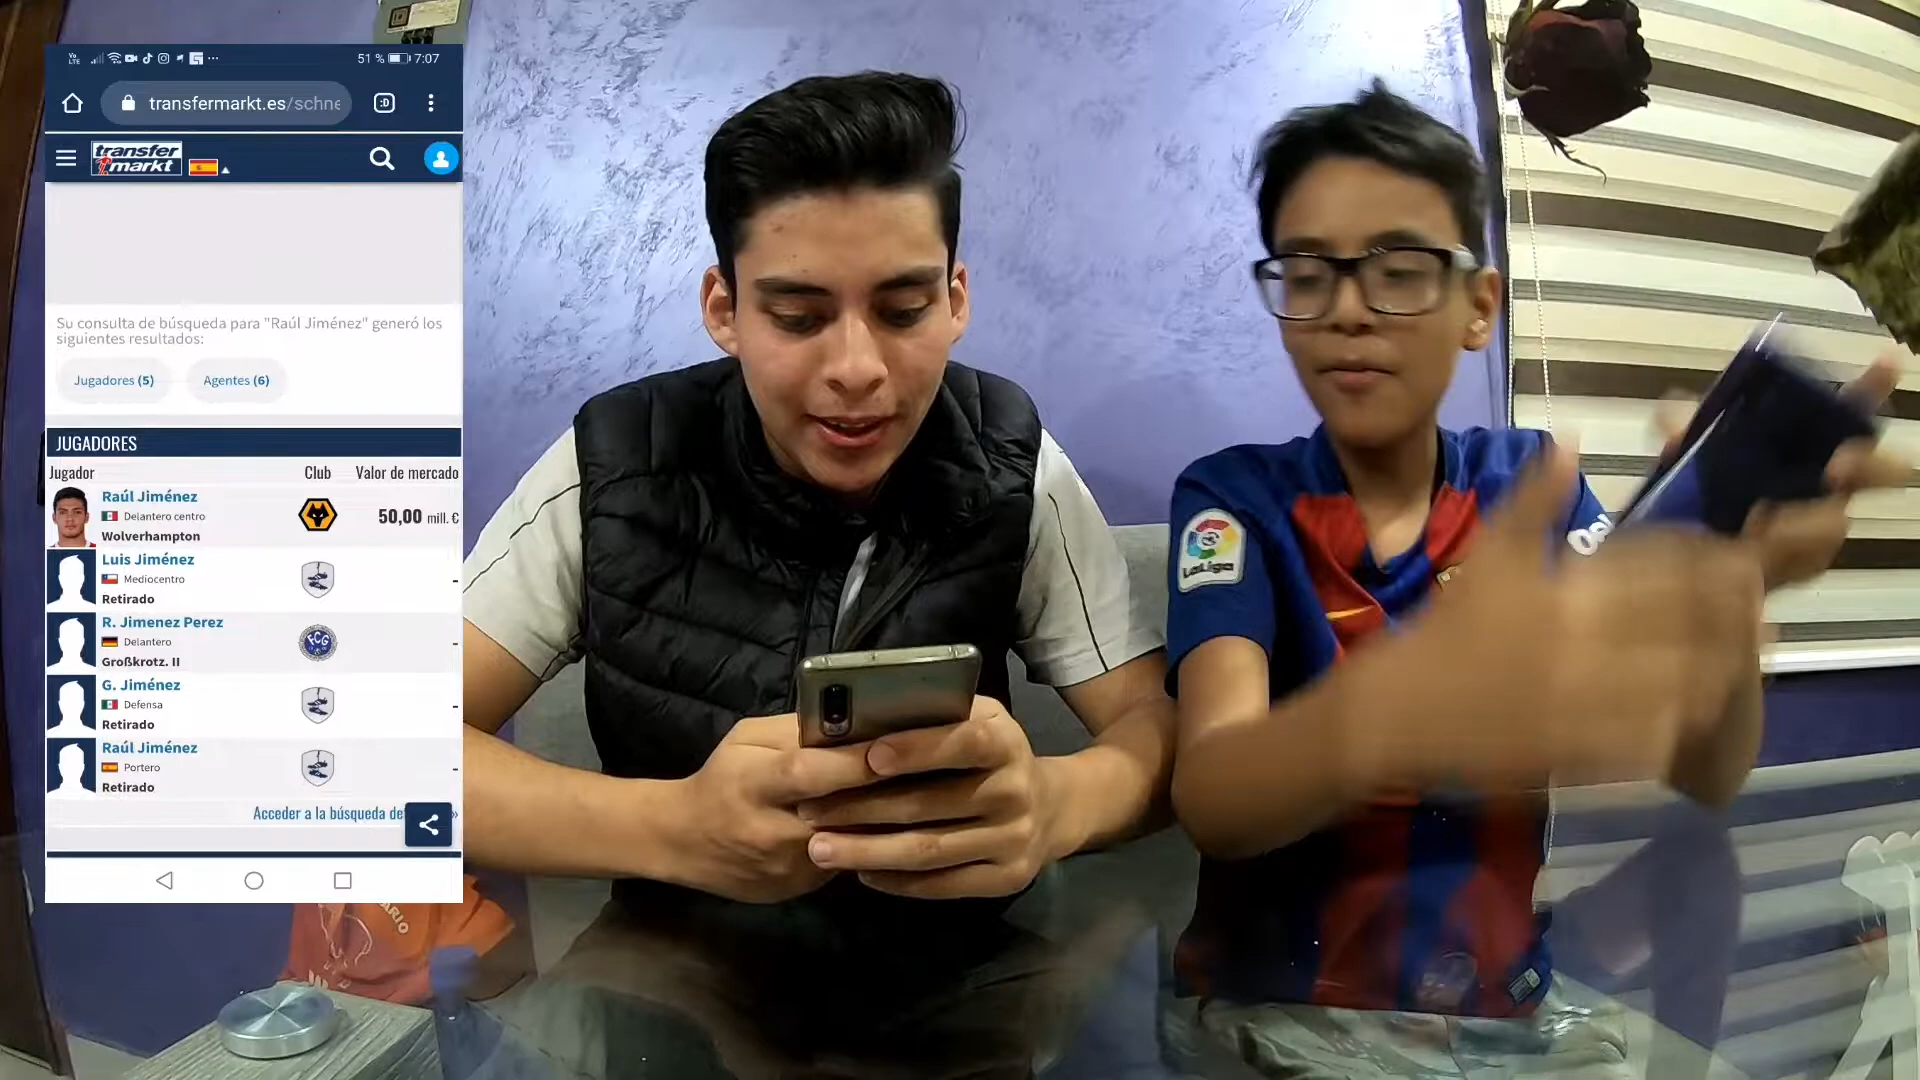 Vo
LTE
51 % 7:07
transfermarkt.es/schne
:D
transfer
markt
Su consulta de búsqueda para "Raúl Jiménez" generó los
siguientes resultados:
Jugadores (5) Agentes (6)
JUGADORES
Jugador Club Valor de mercado
Raúl Jiménez
Delantero centro
50,00 mill. €
Wolverhampton
Luis Jiménez
Mediocentro
-
Retirado
R. Jimenez Perez
Delantero
FCG
-
Großkrotz. II
G. Jiménez
Defensa
-
Retirado
Raúl Jiménez
Portero
-
Retirado
Acceder a la búsqueda de
»
LaLiga